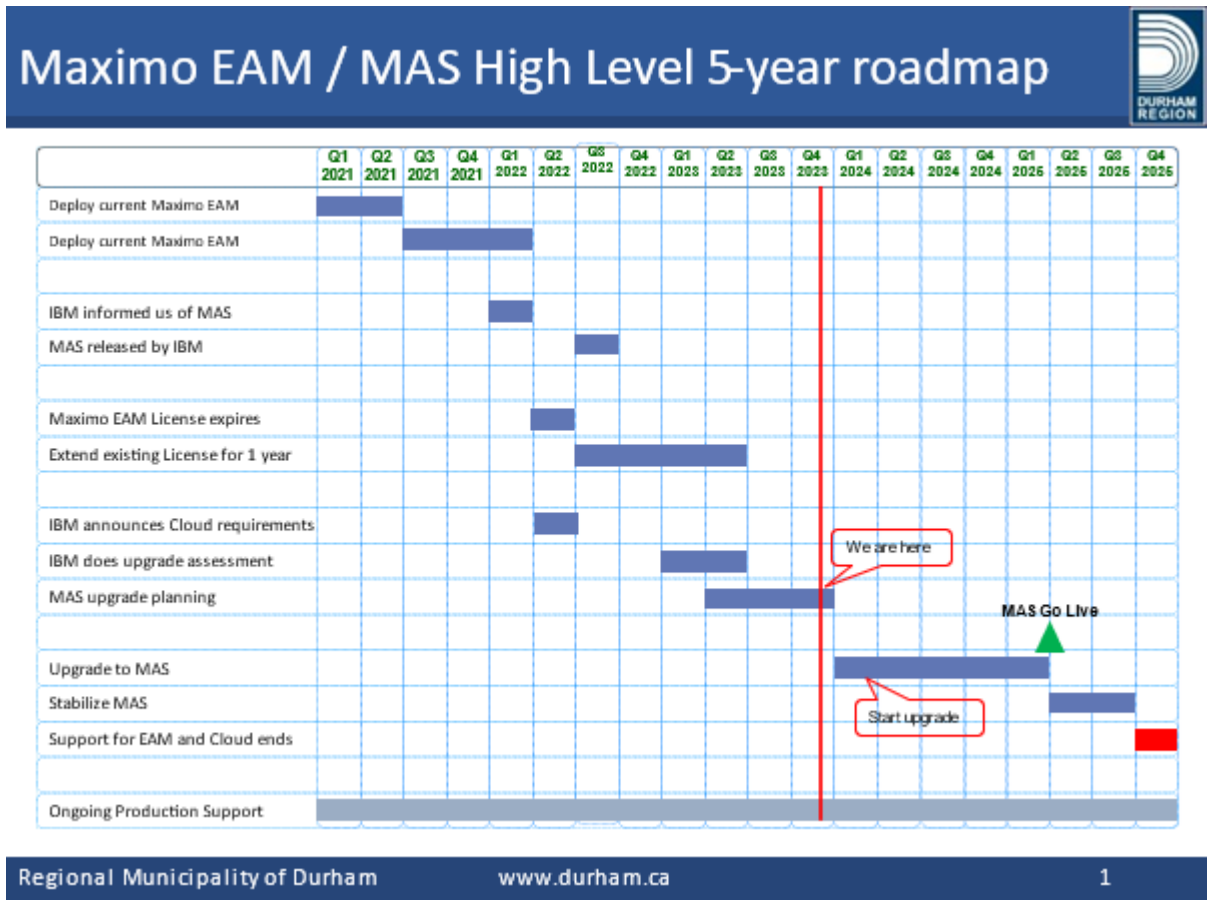 Maximo EAM / MAS High Level 5-year roadmap
DURHAM
REGION
Q1 Q2 Q3 Q4 Q1 Q2 Q3 Q4 Q1 Q2 Q3 Q4 Q1 Q2 Q3 Q4 Q1 Q2 Q3 Q4
2021 2021 2021 2021 2022 2022 2022 2022 2023 2023 2023 2023 2024 2024 2024 2024 2025 2025 2025 2025
Deploy current Maximo EAM
Deploy current Maximo EAM
IBM informed us of MAS
MAS released by IBM
Maximo EAM License expires
Extend existing License for 1 year
IBM announces Cloud requirements
IBM does upgrade assessment
We are here
MAS upgrade planning
MAS Go Live
Upgrade to MAS
Stabilize MAS
Start upgrade
Support for EAM and Cloud ends
Ongoing Production Support
Regional Municipality of Durham www.durham.ca 1